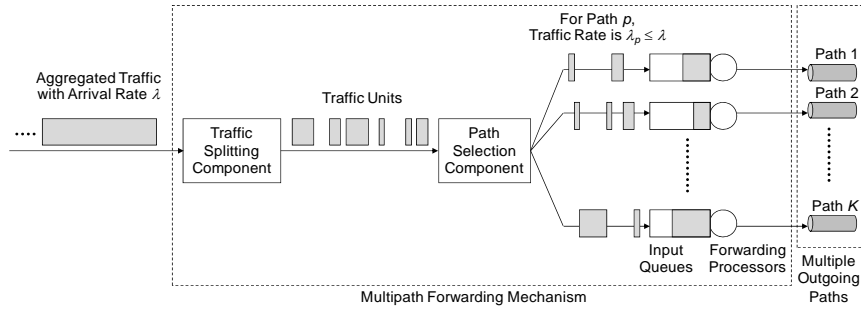 For Path p,
Traffic Rate is λp ≤ λ
Path 1
Aggregated Traffic
with Arrival Rate λ
Traffic Units
Path 2
Traffic
Splitting
Component
Path
Selection
Component
Path K
Input
Queues
Forwarding
Processors
Multiple
Outgoing
Paths
Multipath Forwarding Mechanism